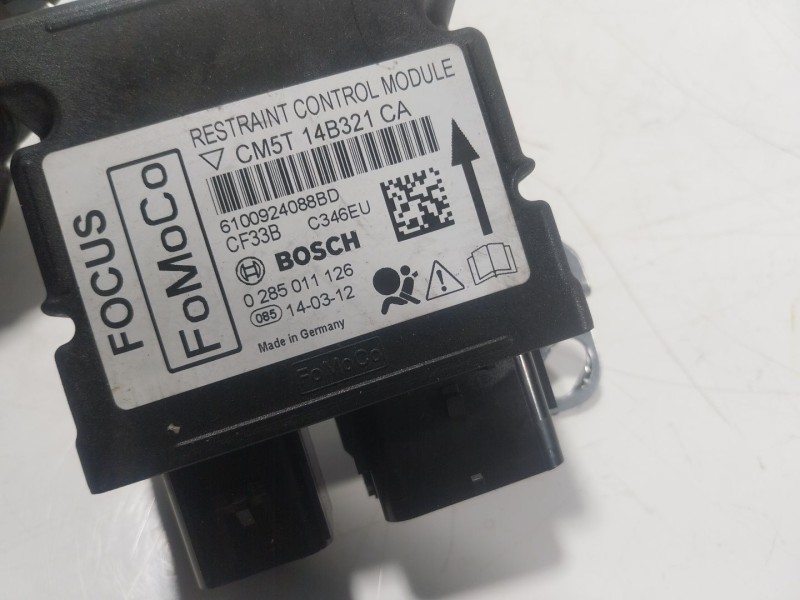 RESTRAINT CONTROL MODULE
CM5T 14B321 CA
6100924088BD
CF33B C346EU
BOSCH
0 285 011 126
085 14-03-12
Made in Germany
FOCUS
FoMoCo
FoMoCo